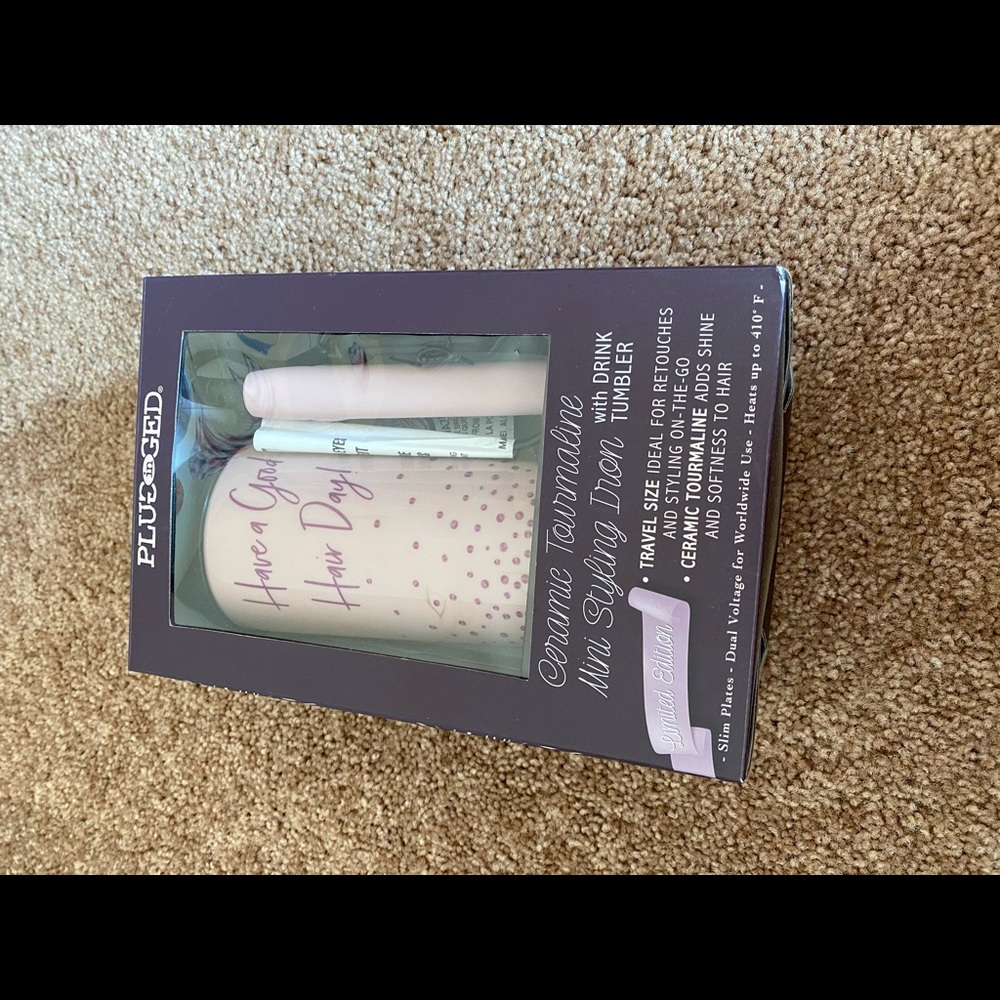 PLUGGED in®
Have a Good
Hair Day!
Ceramic Tourmaline
Mini Styling Iron
with DRINK
TUMBLER
• TRAVEL SIZE IDEAL FOR RETOUCHES
AND STYLING ON-THE-GO
• CERAMIC TOURMALINE ADDS SHINE
AND SOFTNESS TO HAIR
Limited Edition
- Slim Plates - Dual Voltage for Worldwide Use - Heats up to 410° F -